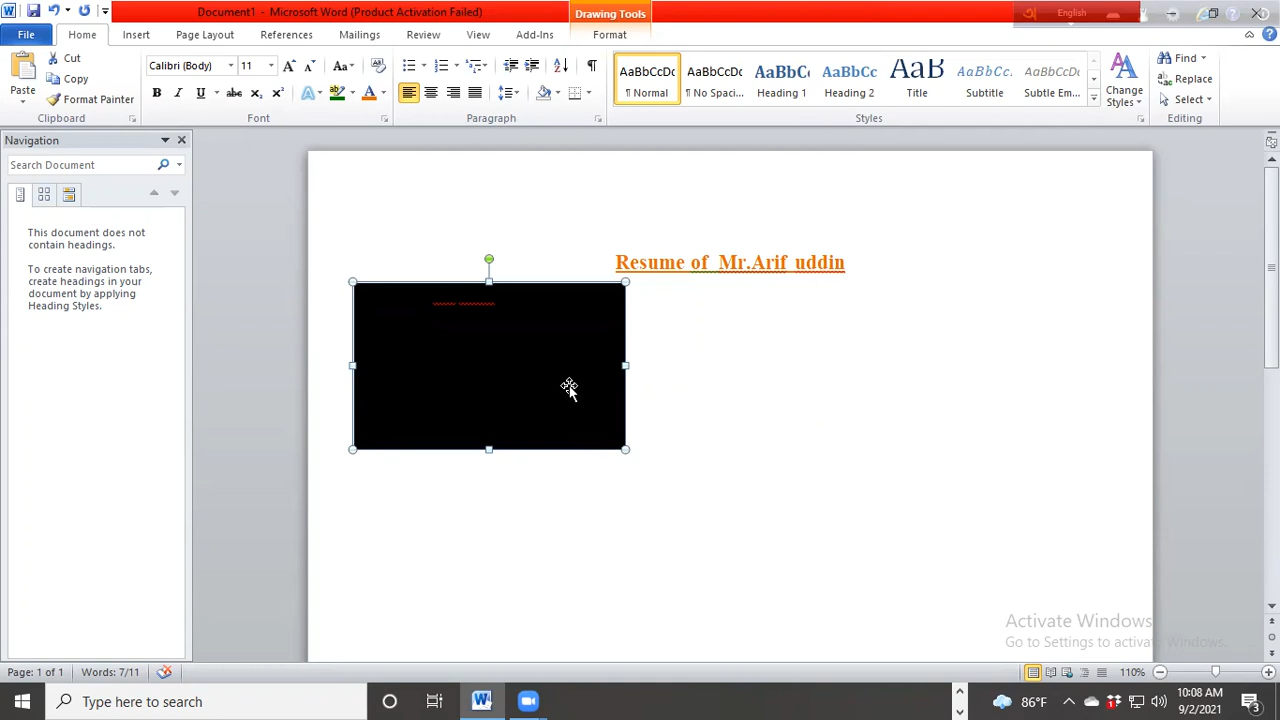 Document1 - Microsoft Word (Product Activation Failed)
Drawing Tools
English
File
Home
Insert
Page Layout
References
Mailings
Review
View
Add-Ins
Format
Paste
Cut
Copy
Format Painter
Clipboard
Calibri (Body)
11
Font
Paragraph
AaBbCcDc
¶ Normal
AaBbCcDc
¶ No Spaci...
AaBbCc
Heading 1
AaBbCc
Heading 2
AaB
Title
AaBbCc.
Subtitle
AaBbCcDc
Subtle Em...
Change
Styles
Styles
Find
Replace
Select
Editing
Navigation
Search Document
This document does not
contain headings.
To create navigation tabs,
create headings in your
document by applying
Heading Styles.
Resume of Mr.Arif uddin
Activate Windows
Go to Settings to activate Windows.
Page: 1 of 1
Words: 7/11
110%
Type here to search
86°F
10:08 AM
9/2/2021
3